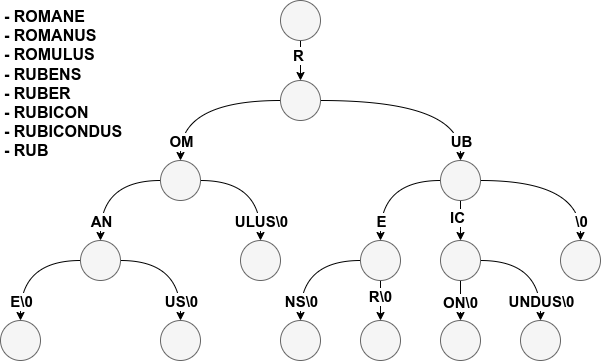 - ROMANE
- ROMANUS
- ROMULUS
- RUBENS
- RUBER
- RUBICON
- RUBICONDUS
- RUB
R
OM
UB
AN
ULUS\0
E
IC
\0
E\0
US\0
NS\0
R\0
ON\0
UNDUS\0